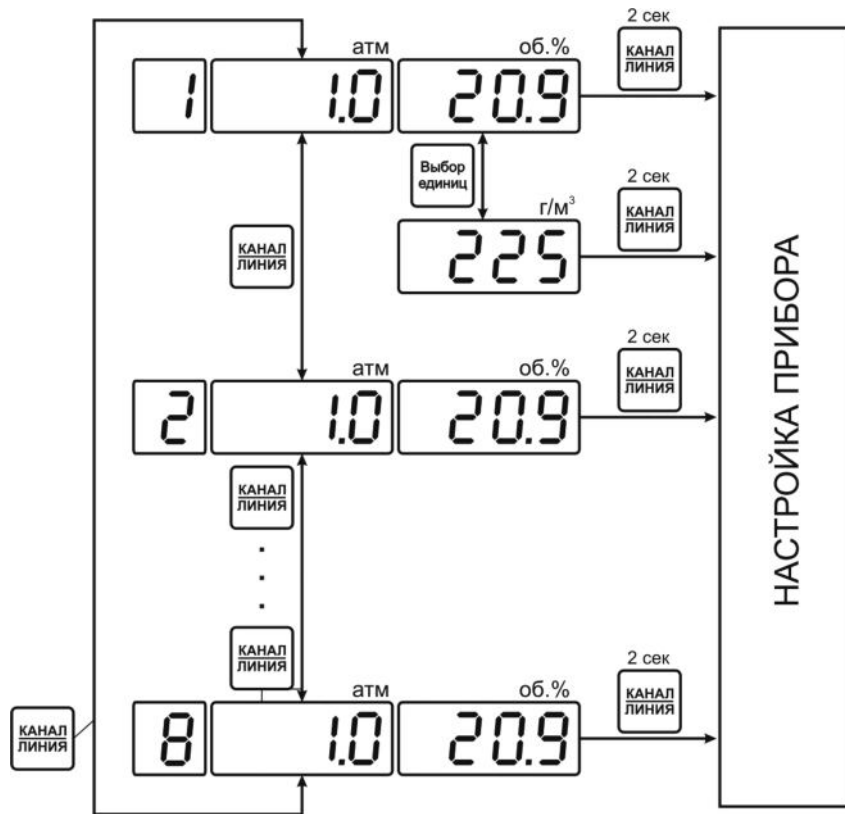 2 сек
атм
об.%
КАНАЛ
ЛИНИЯ
1
1.0
20.9
Выбор
единиц
2 сек
г/м³
КАНАЛ
ЛИНИЯ
КАНАЛ
ЛИНИЯ
225
НАСТРОЙКА ПРИБОРА
2 сек
атм
об.%
КАНАЛ
ЛИНИЯ
2
1.0
20.9
КАНАЛ
ЛИНИЯ
.
.
.
КАНАЛ
ЛИНИЯ
2 сек
атм
об.%
КАНАЛ
ЛИНИЯ
КАНАЛ
ЛИНИЯ
8
1.0
20.9